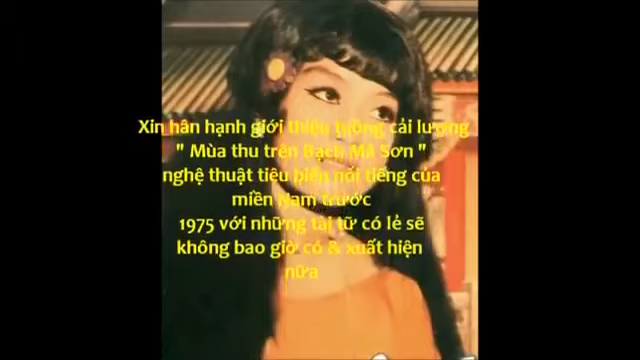 Xin hân hạnh giới thiệu tuồng cải lương
" Mùa thu trên Bạch Mã Sơn "
nghệ thuật tiêu biểu nổi tiếng của
miền Nam trước
1975 với những tài tử có lẻ sẽ
không bao giờ có & xuất hiện
nữa